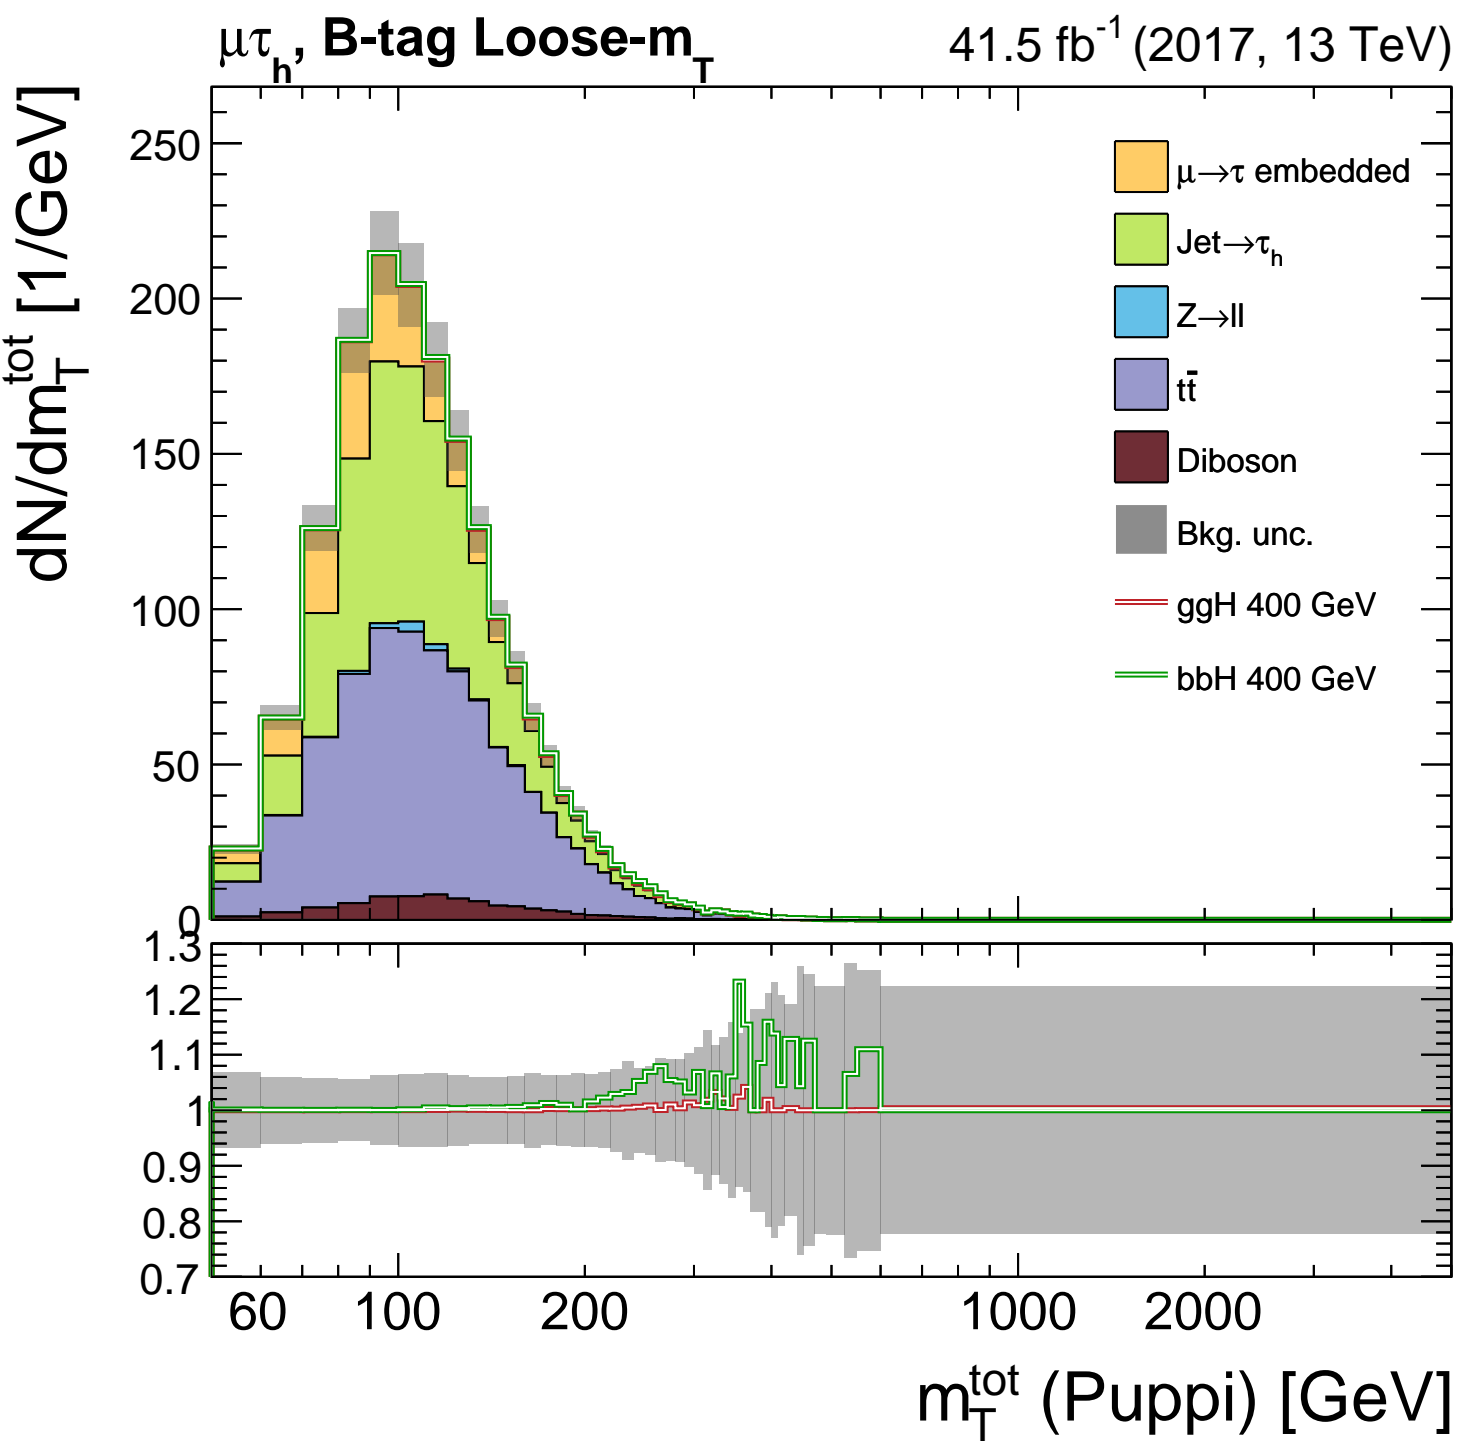 μτh, B-tag Loose-mT
41.5 fb-1 (2017, 13 TeV)
dN/dmTtot [1/GeV]
250
200
150
100
50
0
μ→τ embedded
Jet→τh
Z→ll
tt̄
Diboson
Bkg. unc.
ggH 400 GeV
bbH 400 GeV
1.3
1.2
1.1
1
0.9
0.8
0.7
60 100 200 1000 2000
mTtot (Puppi) [GeV]